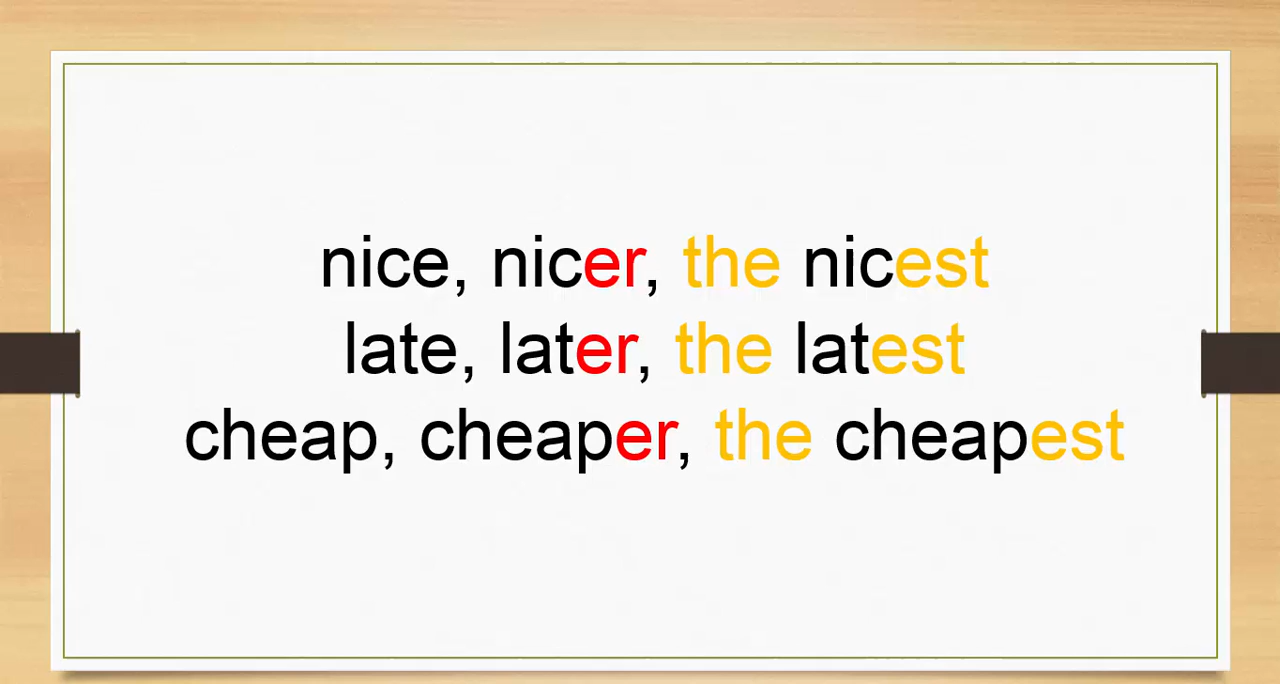 nice, nicer, the nicest
late, later, the latest
cheap, cheaper, the cheapest